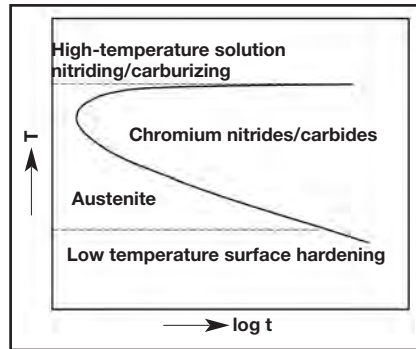 High-temperature solution
nitriding/carburizing
Chromium nitrides/carbides
T
Austenite
Low temperature surface hardening
log t